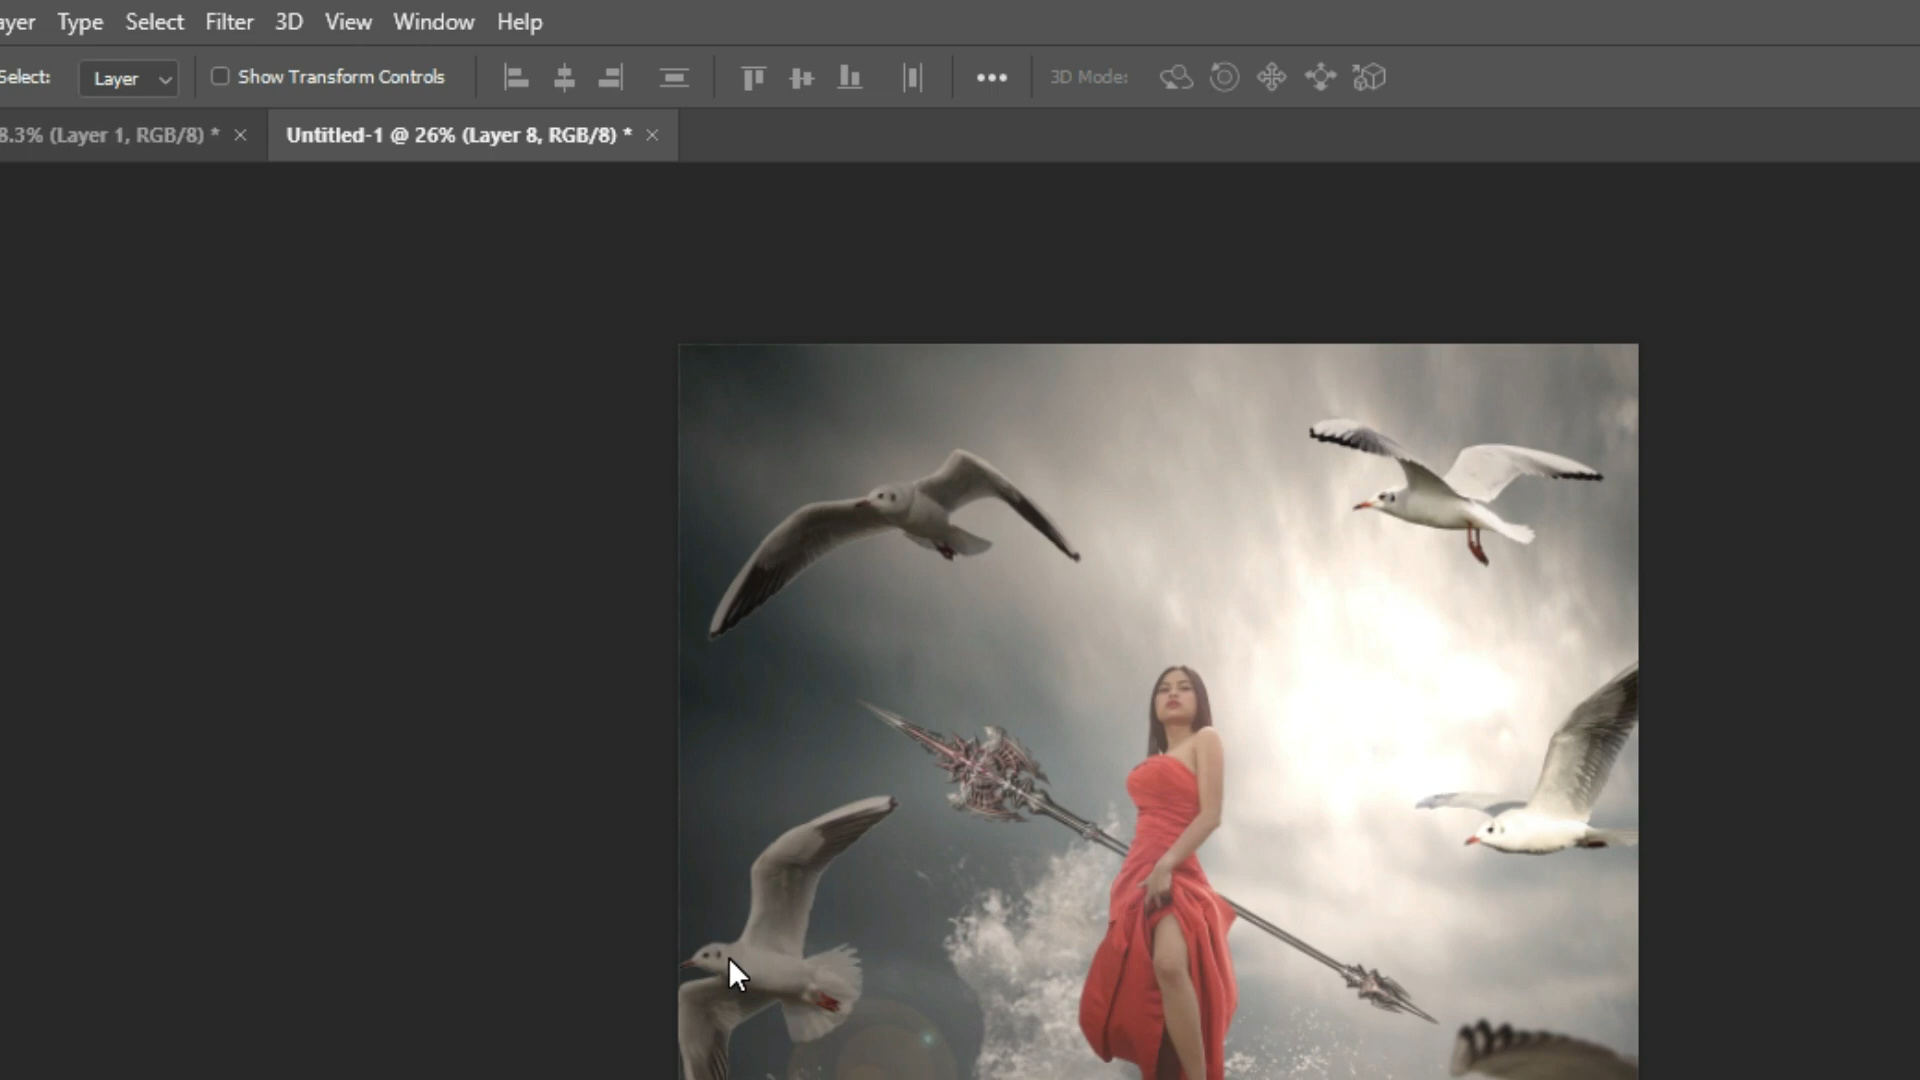 ayer Type Select Filter 3D View Window Help
Select: Layer Show Transform Controls 3D Mode:
8.3% (Layer 1, RGB/8) * × Untitled-1 @ 26% (Layer 8, RGB/8) * ×